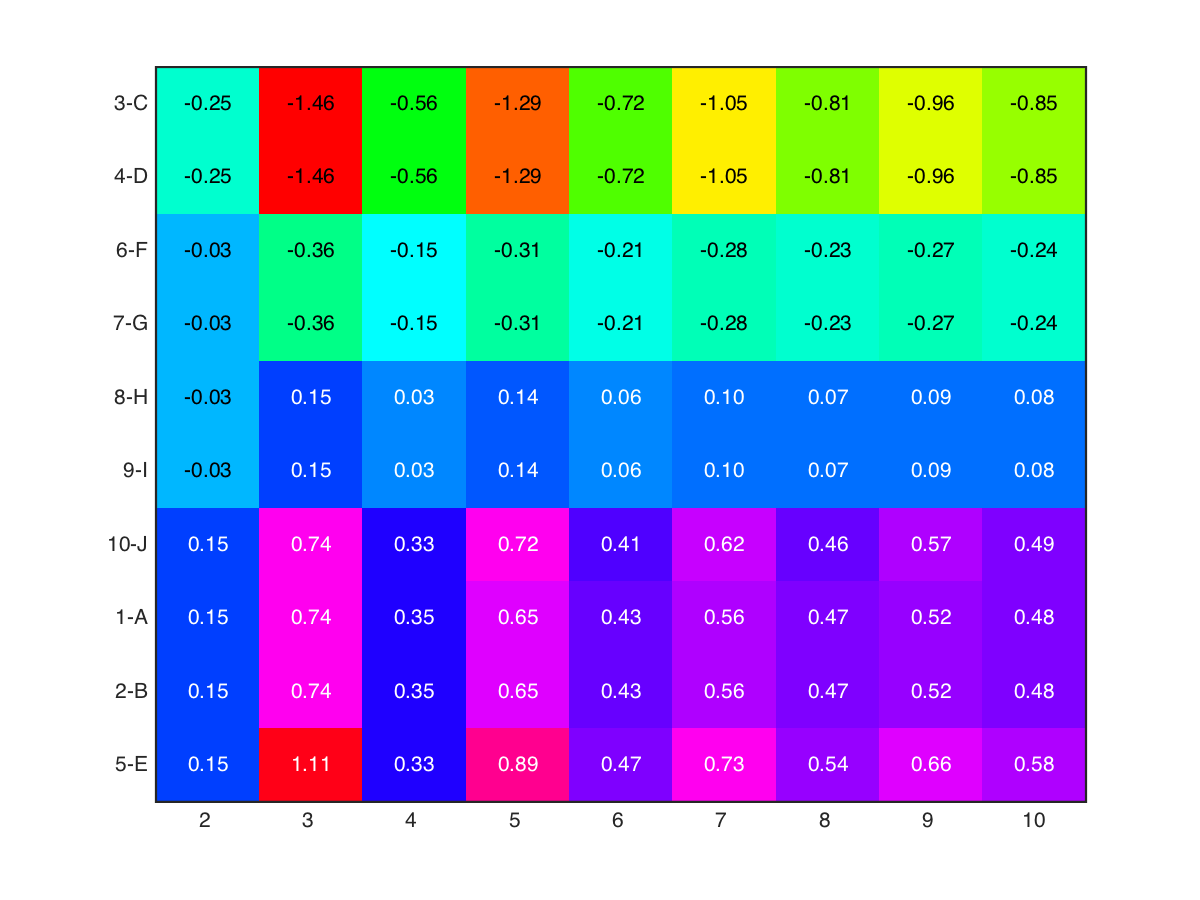 3-C -0.25 -1.46 -0.56 -1.29 -0.72 -1.05 -0.81 -0.96 -0.85
4-D -0.25 -1.46 -0.56 -1.29 -0.72 -1.05 -0.81 -0.96 -0.85
6-F -0.03 -0.36 -0.15 -0.31 -0.21 -0.28 -0.23 -0.27 -0.24
7-G -0.03 -0.36 -0.15 -0.31 -0.21 -0.28 -0.23 -0.27 -0.24
8-H -0.03 0.15 0.03 0.14 0.06 0.10 0.07 0.09 0.08
9-I -0.03 0.15 0.03 0.14 0.06 0.10 0.07 0.09 0.08
10-J 0.15 0.74 0.33 0.72 0.41 0.62 0.46 0.57 0.49
1-A 0.15 0.74 0.35 0.65 0.43 0.56 0.47 0.52 0.48
2-B 0.15 0.74 0.35 0.65 0.43 0.56 0.47 0.52 0.48
5-E 0.15 1.11 0.33 0.89 0.47 0.73 0.54 0.66 0.58
2 3 4 5 6 7 8 9 10